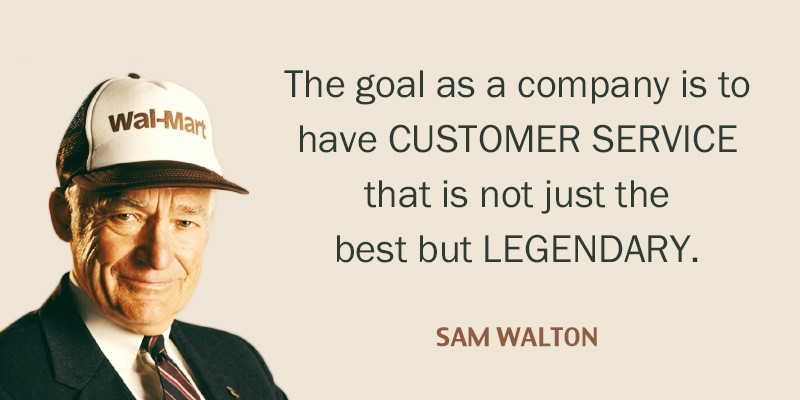 Wal-Mart
The goal as a company is to
have CUSTOMER SERVICE
that is not just the
best but LEGENDARY.
SAM WALTON